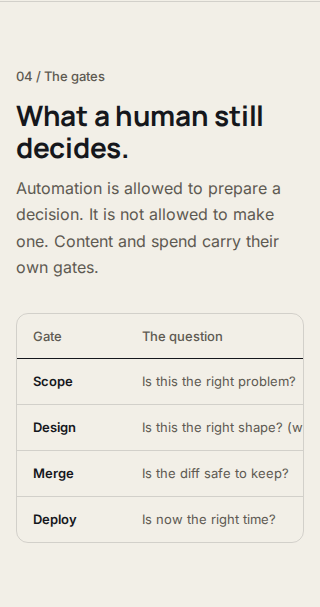 04 / The gates
What a human still
decides.
Automation is allowed to prepare a
decision. It is not allowed to make
one. Content and spend carry their
own gates.
Gate The question
Scope Is this the right problem?
Design Is this the right shape? (w
Merge Is the diff safe to keep?
Deploy Is now the right time?